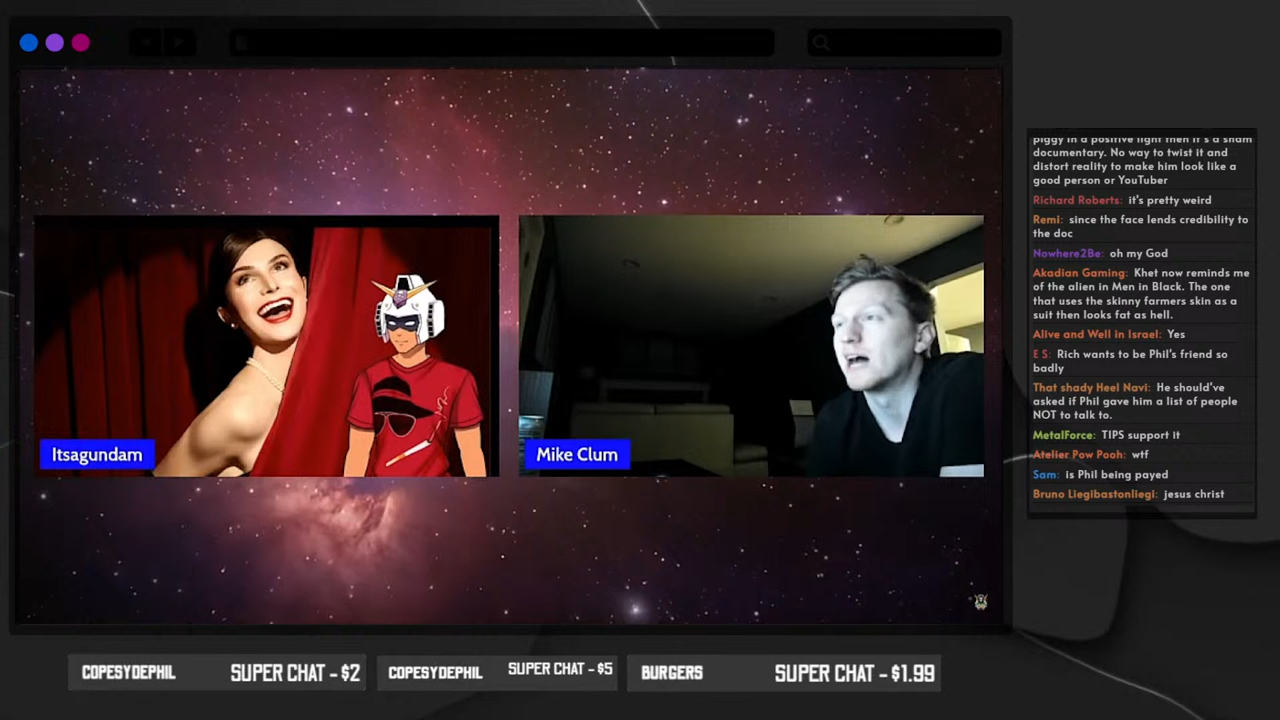 piggy in a positive light then it's a sham
documentary. No way to twist it and
distort reality to make him look like a
good person or YouTuber
Richard Roberts: it's pretty weird
Remi: since the face lends credibility to
the doc
Nowhere2Be: oh my God
Akadian Gaming: Khet now reminds me
of the alien in Men in Black. The one
that uses the skinny farmers skin as a
suit then looks fat as hell.
Alive and Well in Israel: Yes
E S: Rich wants to be Phil's friend so
badly
That shady Heel Navi: He should've
asked if Phil gave him a list of people
NOT to talk to.
MetalForce: TIPS support it
Atelier Pow Pooh: wtf
Sam: is Phil being payed
Bruno Liegibastonliegi: jesus christ
Itsagundam
Mike Clum
COPESYDEPHIL SUPER CHAT - $2
COPESYDEPHIL SUPER CHAT - $5
BURGERS SUPER CHAT - $1.99